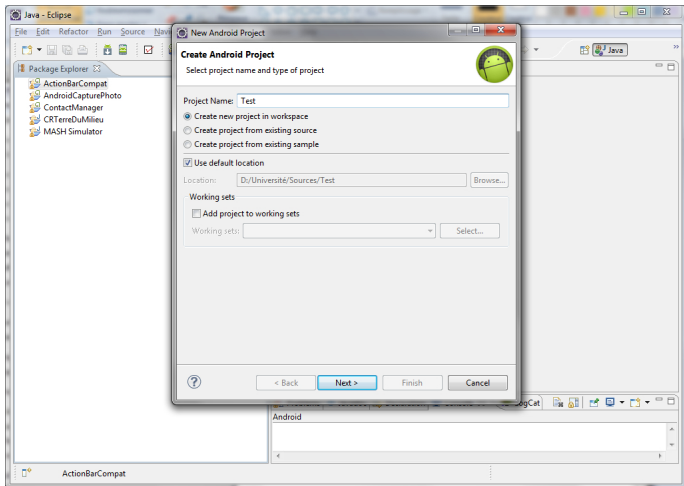 Java - Eclipse
File Edit Refactor Run Source Navi
Java
Package Explorer
ActionBarCompat
AndroidCapturePhoto
ContactManager
CRTerreDuMilieu
MASH Simulator
New Android Project
Create Android Project
Select project name and type of project
Project Name: Test
Create new project in workspace
Create project from existing source
Create project from existing sample
Use default location
Location: D:/Université/Sources/Test Browse...
Working sets
Add project to working sets
Working sets: Select...
< Back Next > Finish Cancel
LogCat
Android
ActionBarCompat